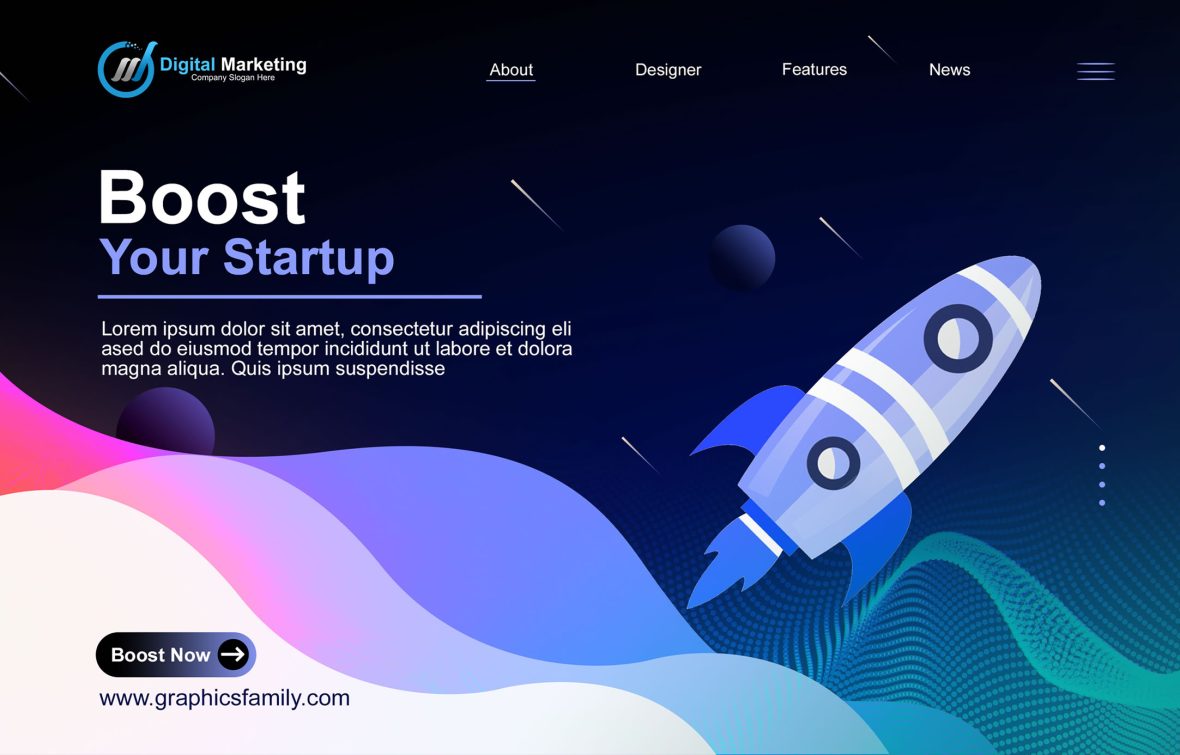 Digital Marketing
Company Slogan Here
About Designer Features News
Boost
Your Startup
Lorem ipsum dolor sit amet, consectetur adipiscing eli
ased do eiusmod tempor incididunt ut labore et dolora
magna aliqua. Quis ipsum suspendisse
Boost Now
www.graphicsfamily.com